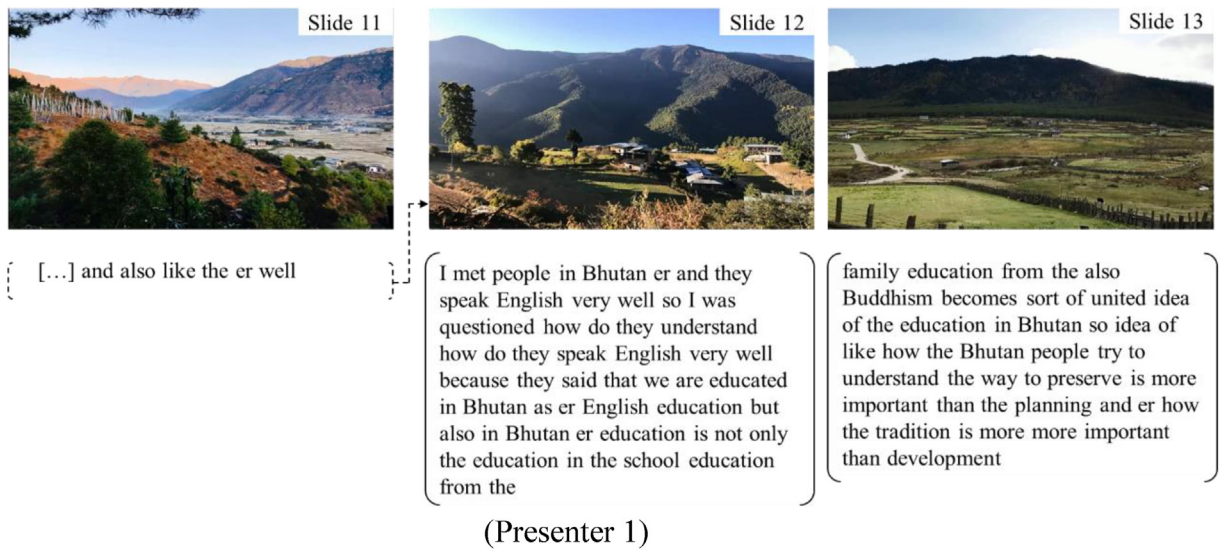 Slide 11
Slide 12
Slide 13
[…] and also like the er well
I met people in Bhutan er and they
speak English very well so I was
questioned how do they understand
how do they speak English very well
because they said that we are educated
in Bhutan as er English education but
also in Bhutan er education is not only
the education in the school education
from the
family education from the also
Buddhism becomes sort of united idea
of the education in Bhutan so idea of
like how the Bhutan people try to
understand the way to preserve is more
important than the planning and er how
the tradition is more more important
than development
(Presenter 1)